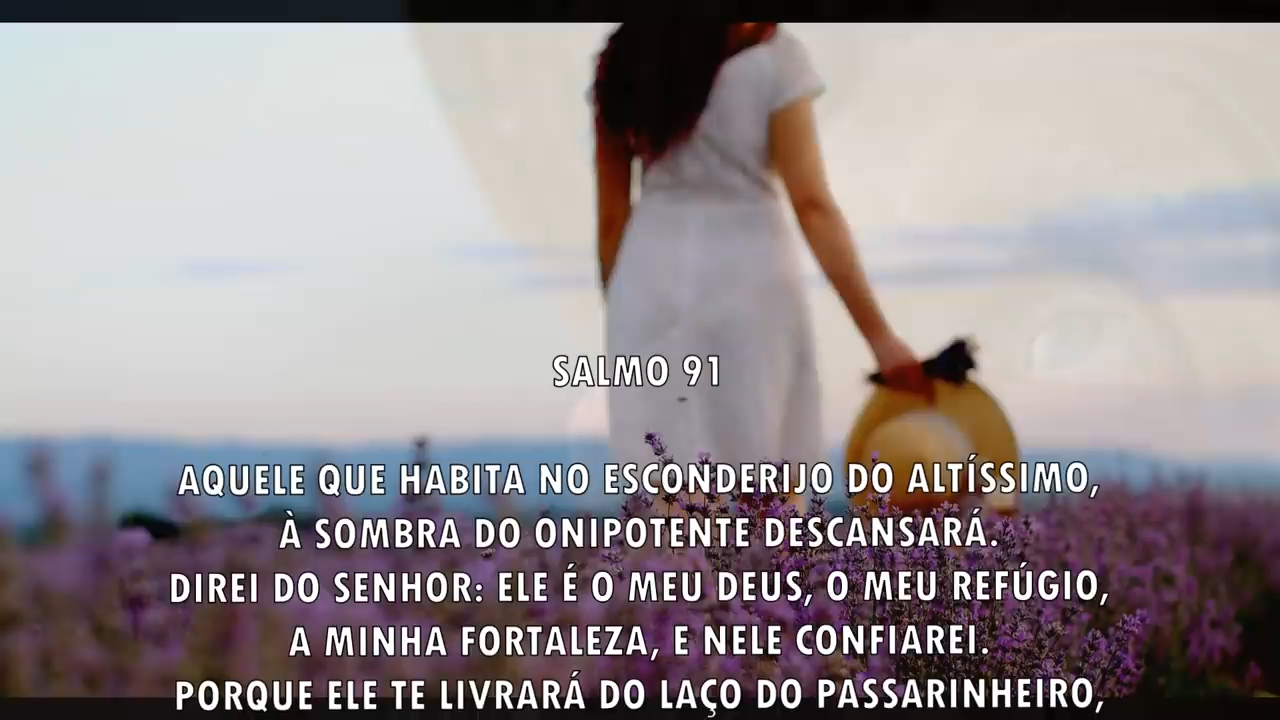 SALMO 91
AQUELE QUE HABITA NO ESCONDERIJO DO ALTÍSSIMO,
À SOMBRA DO ONIPOTENTE DESCANSARÁ.
DIREI DO SENHOR: ELE É O MEU DEUS, O MEU REFÚGIO,
A MINHA FORTALEZA, E NELE CONFIAREI.
PORQUE ELE TE LIVRARÁ DO LAÇO DO PASSARINHEIRO,